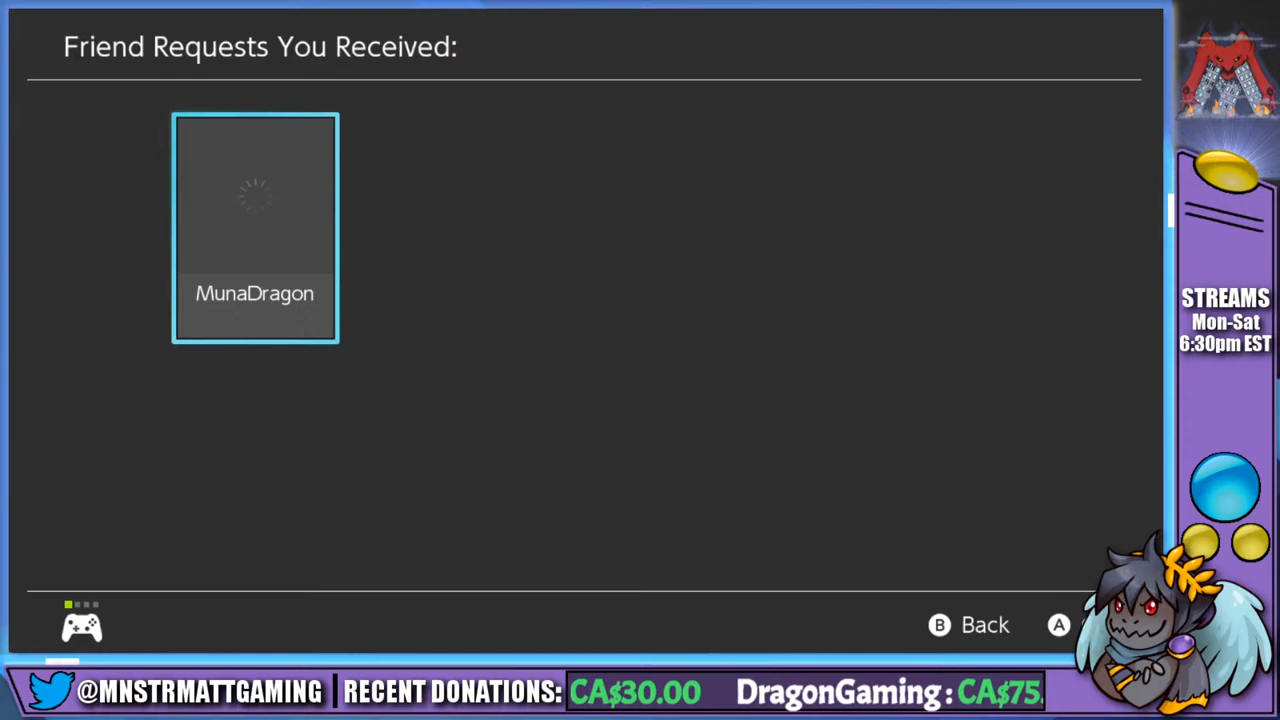 Friend Requests You Received:
MunaDragon
STREAMS
Mon-Sat
6:30pm EST
B Back
A
@MNSTRMATTGAMING
RECENT DONATIONS:
CA$30.00 DragonGaming : CA$75.